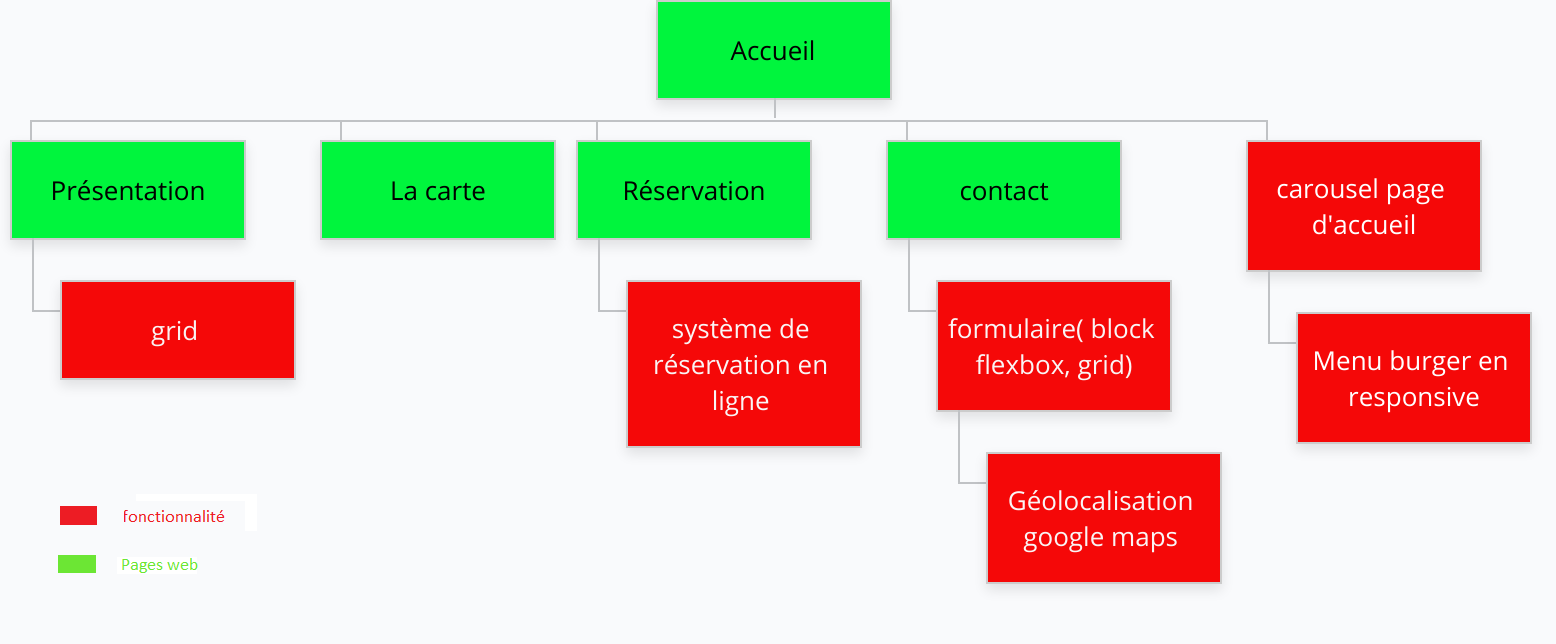 Accueil
Présentation
La carte
Réservation
contact
carousel page
d'accueil
grid
système de
réservation en
ligne
formulaire( block
flexbox, grid)
Menu burger en
responsive
Géolocalisation
google maps
fonctionnalité
Pages web